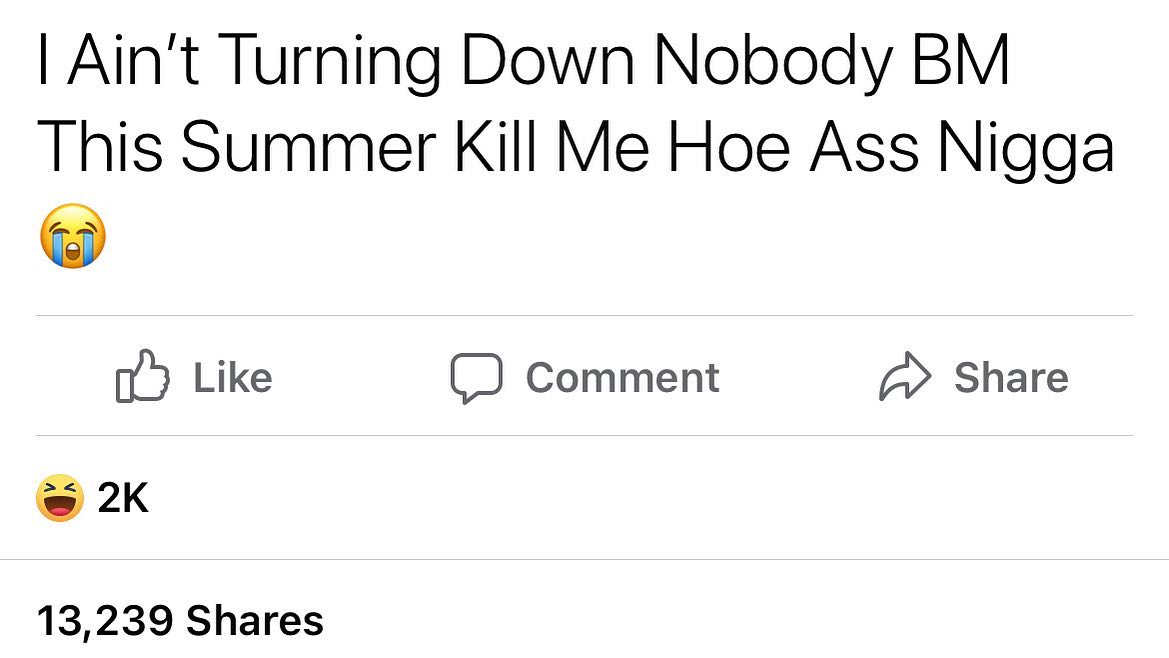 I Ain’t Turning Down Nobody BM
This Summer Kill Me Hoe Ass Nigga
😭
Like Comment Share
2K
13,239 Shares